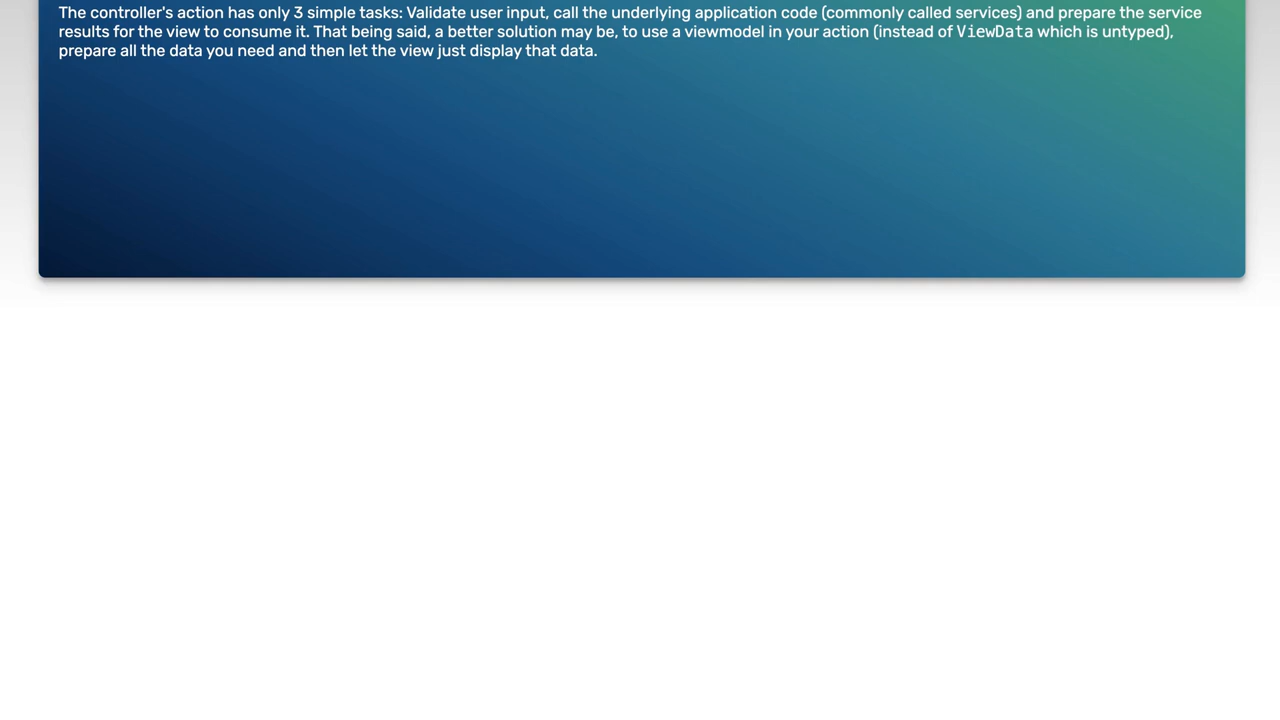 The controller's action has only 3 simple tasks: Validate user input, call the underlying application code (commonly called services) and prepare the service
results for the view to consume it. That being said, a better solution may be, to use a viewmodel in your action (instead of ViewData which is untyped),
prepare all the data you need and then let the view just display that data.